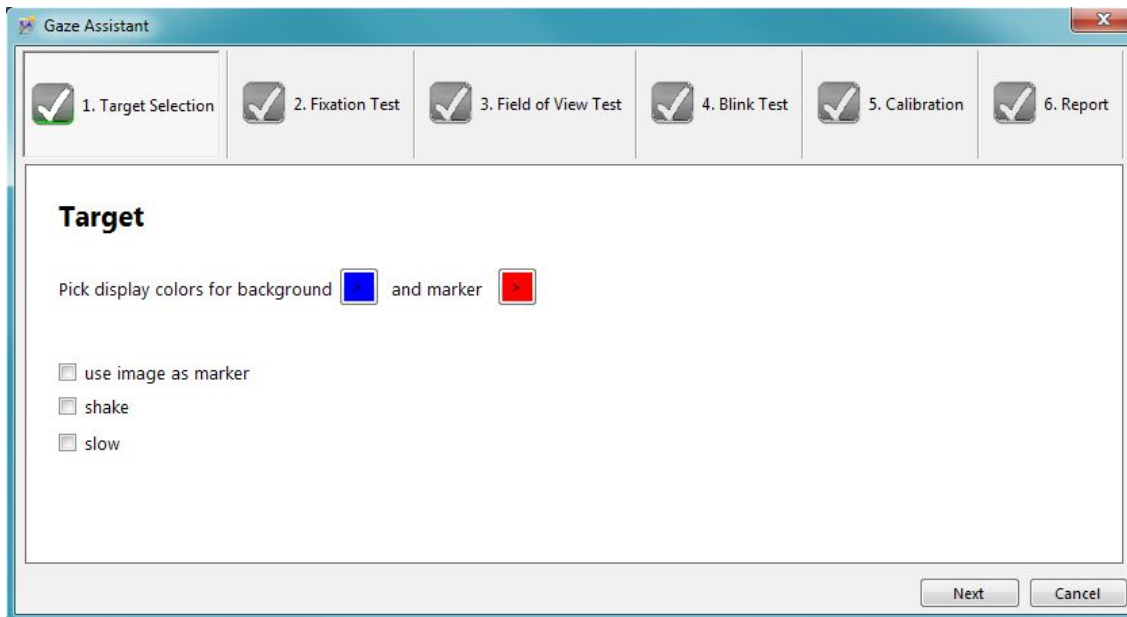 Gaze Assistant
1. Target Selection
2. Fixation Test
3. Field of View Test
4. Blink Test
5. Calibration
6. Report
Target
Pick display colors for background > and marker >
use image as marker
shake
slow
Next
Cancel